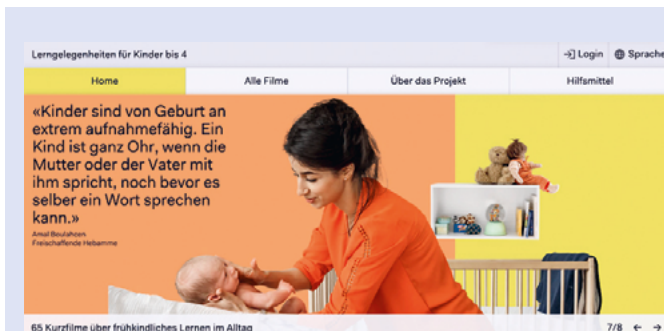 Lerngelegenheiten für Kinder bis 4
Login
Sprache
Home
Alle Filme
Über das Projekt
Hilfsmittel
«Kinder sind von Geburt an
extrem aufnahmefähig. Ein
Kind ist ganz Ohr, wenn die
Mutter oder der Vater mit
ihm spricht, noch bevor es
selber ein Wort sprechen
kann.»
Amal Boulahcen
Freischaffende Hebamme
65 Kurzfilme über frühkindliches Lernen im Alltag
7/8